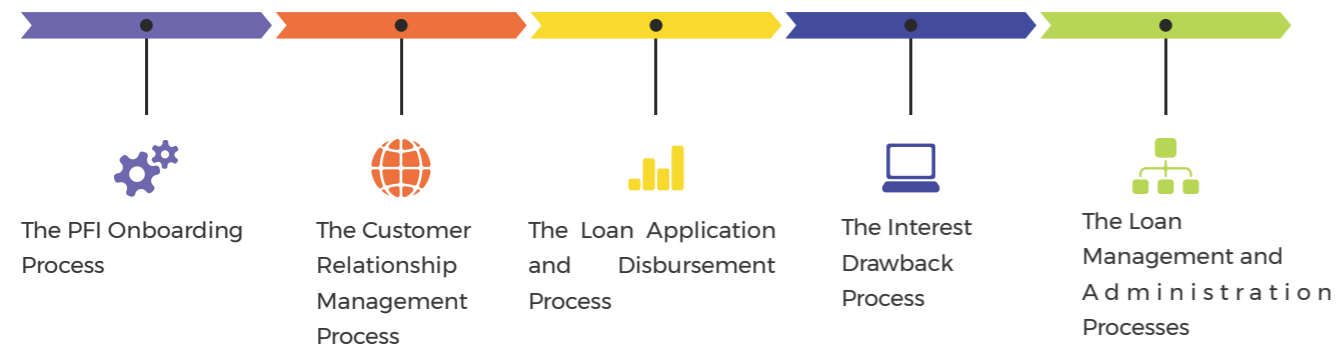 The PFI Onboarding
Process
The Customer
Relationship
Management
Process
The Loan Application
and Disbursement
Process
The Interest
Drawback
Process
The Loan
Management and
Administration
Processes